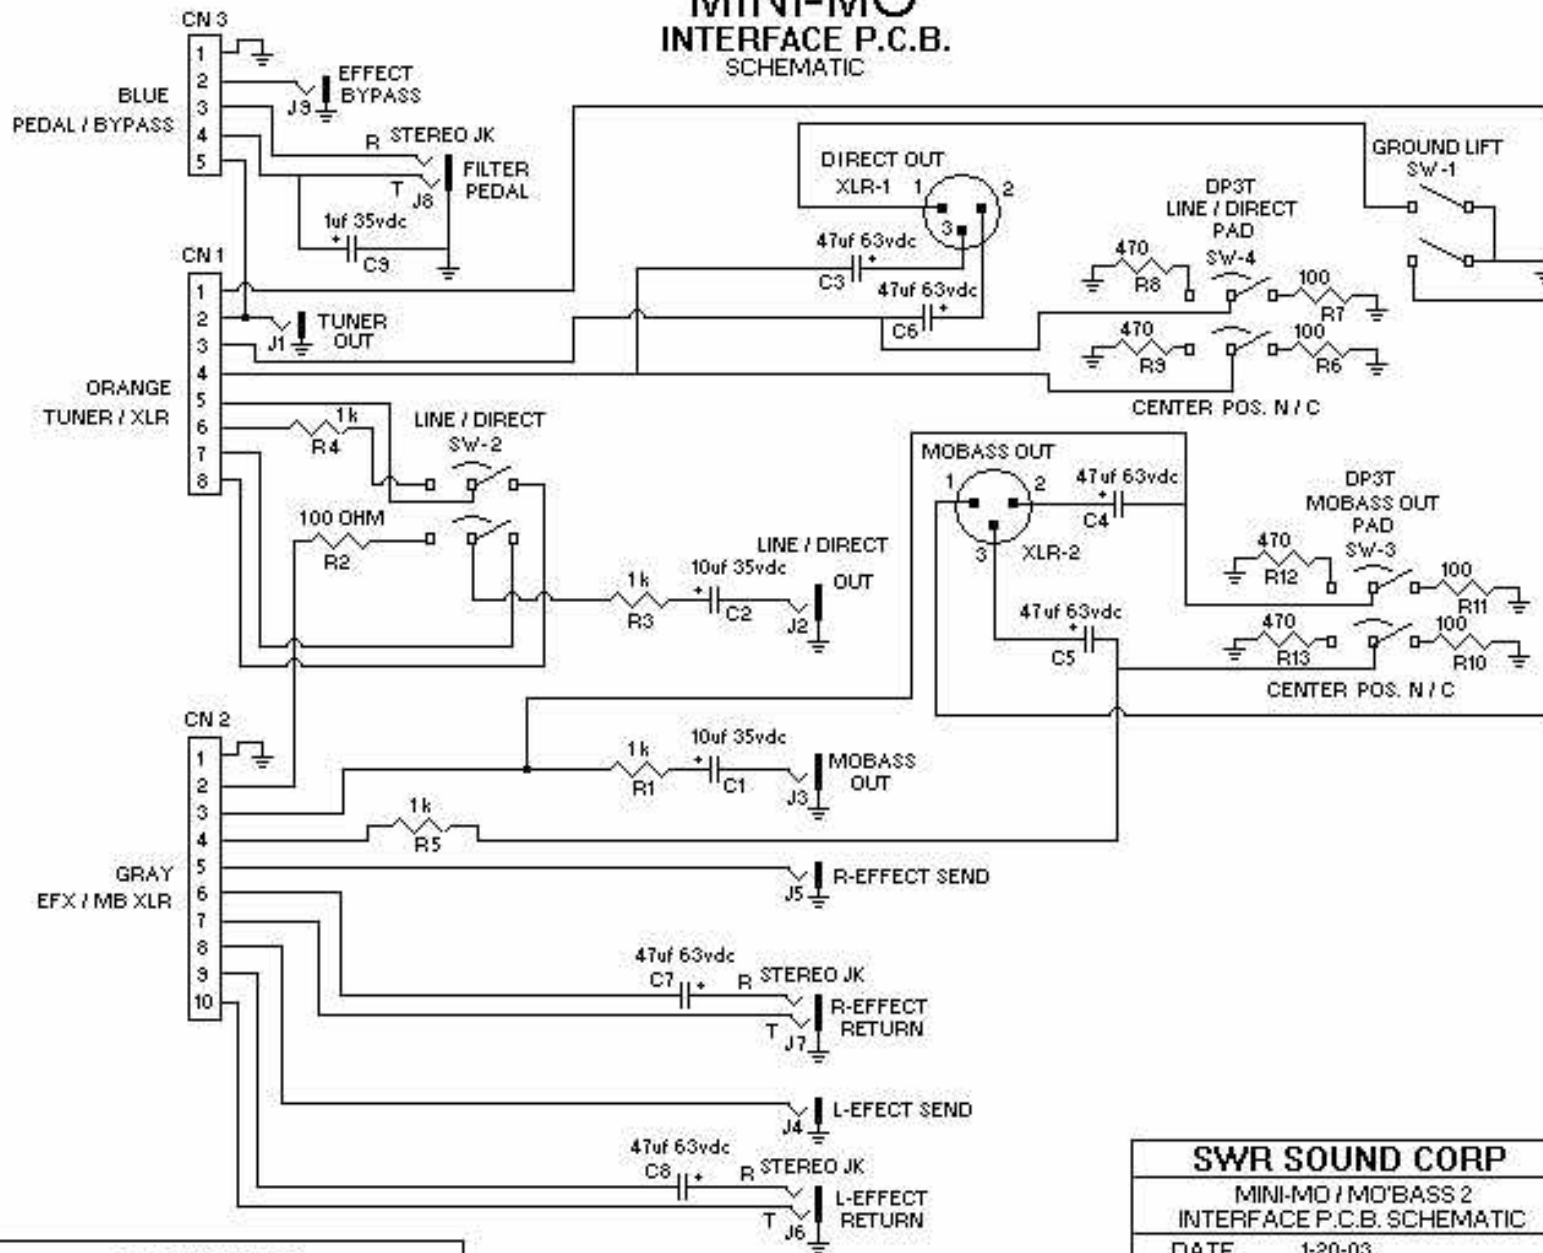 MINI-MO
INTERFACE P.C.B.
SCHEMATIC
CN 3
1
2
3
4
5
BLUE
PEDAL / BYPASS
EFFECT
BYPASS
J9
R STEREO JK
T
J8
FILTER
PEDAL
1uf 35vdc
+
C9
CN 1
1
2
3
4
5
6
7
8
ORANGE
TUNER / XLR
J1
TUNER
OUT
1k
R4
LINE / DIRECT
SW-2
100 OHM
R2
1k
R3
10uf 35vdc
+
C2
LINE / DIRECT
OUT
J2
DIRECT OUT
XLR-1
1
2
3
47uf 63vdc
+
C3
47uf 63vdc
+
C6
DP3T
LINE / DIRECT
PAD
SW-4
470
R8
100
R7
470
R9
100
R6
CENTER POS. N / C
GROUND LIFT
SW-1
MOBASS OUT
1
2
3
XLR-2
47uf 63vdc
+
C4
47uf 63vdc
+
C5
DP3T
MOBASS OUT
PAD
SW-3
470
R12
100
R11
470
R13
100
R10
CENTER POS. N / C
CN 2
1
2
3
4
5
6
7
8
9
10
GRAY
EFX / MB XLR
1k
R1
10uf 35vdc
+
C1
J3
MOBASS
OUT
1k
R5
J5
R-EFFECT SEND
47uf 63vdc
C7
+
R STEREO JK
T
J7
R-EFFECT
RETURN
J4
L-EFECT SEND
47uf 63vdc
C8
+
R STEREO JK
T
J6
L-EFFECT
RETURN
SWR SOUND CORP
MINI-MO / MO'BASS 2
INTERFACE P.C.B. SCHEMATIC
DATE 1-20-03